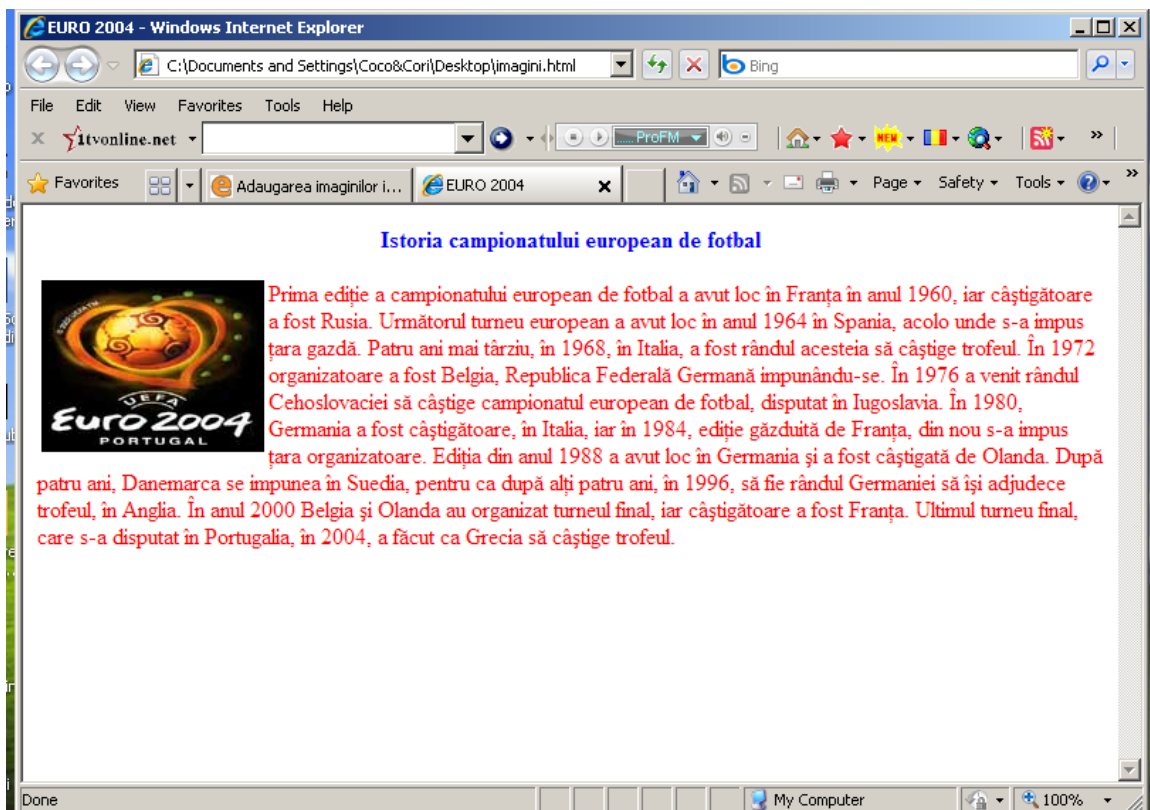 EURO 2004 - Windows Internet Explorer
C:\Documents and Settings\Coco&Cori\Desktop\imagini.html
Bing
File Edit View Favorites Tools Help
1tvonline.net
ProFM
NEW
Favorites
Adaugarea imaginilor i...
EURO 2004
Page Safety Tools
Istoria campionatului european de fotbal
Prima ediție a campionatului european de fotbal a avut loc în Franța în anul 1960, iar câștigătoare
a fost Rusia. Următorul turneu european a avut loc în anul 1964 în Spania, acolo unde s-a impus
țara gazdă. Patru ani mai târziu, în 1968, în Italia, a fost rândul acesteia să câștige trofeul. În 1972
organizatoare a fost Belgia, Republica Federală Germană impunându-se. În 1976 a venit rândul
Cehoslovaciei să câștige campionatul european de fotbal, disputat în Iugoslavia. În 1980,
Germania a fost câștigătoare, în Italia, iar în 1984, ediție găzduită de Franța, din nou s-a impus
țara organizatoare. Ediția din anul 1988 a avut loc în Germania și a fost câștigată de Olanda. După
patru ani, Danemarca se impunea în Suedia, pentru ca după alți patru ani, în 1996, să fie rândul Germaniei să își adjudece
trofeul, în Anglia. În anul 2000 Belgia și Olanda au organizat turneul final, iar câștigătoare a fost Franța. Ultimul turneu final,
care s-a disputat în Portugalia, în 2004, a făcut ca Grecia să câștige trofeul.
UEFA
Euro2004
PORTUGAL
Done
My Computer
100%